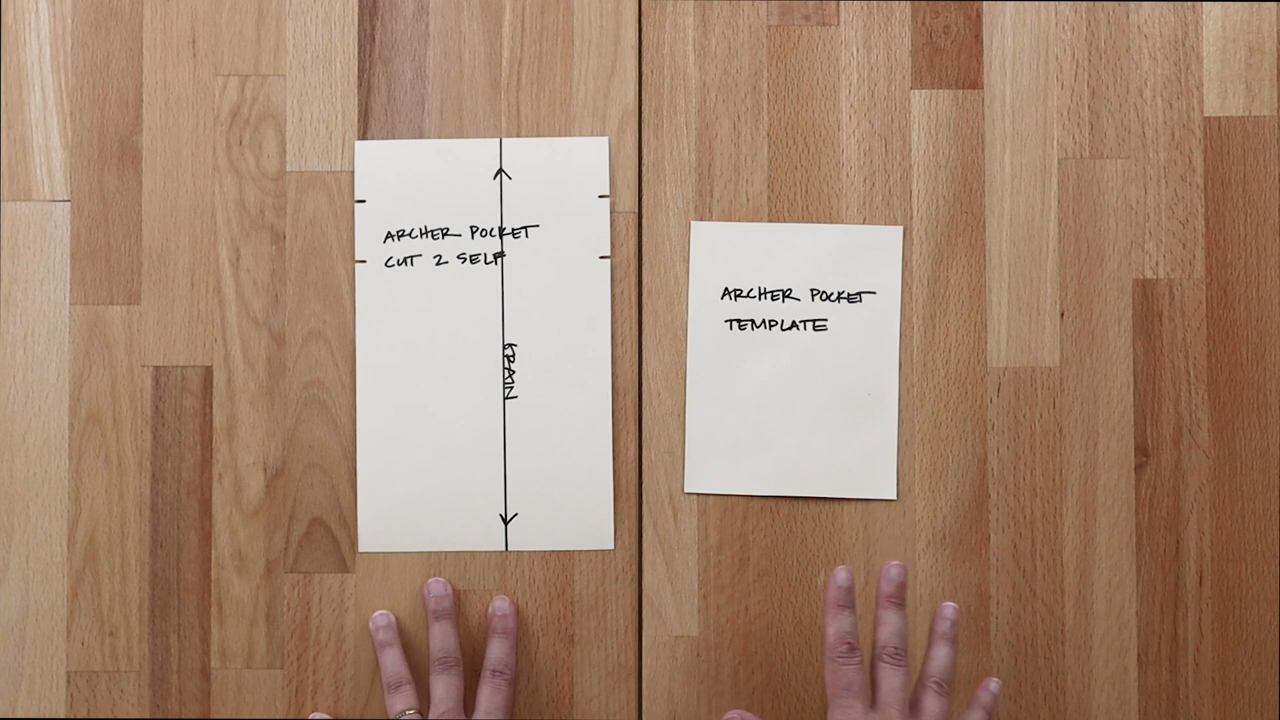 ARCHER POCKET
CUT 2 SELF
GRAIN
ARCHER POCKET
TEMPLATE